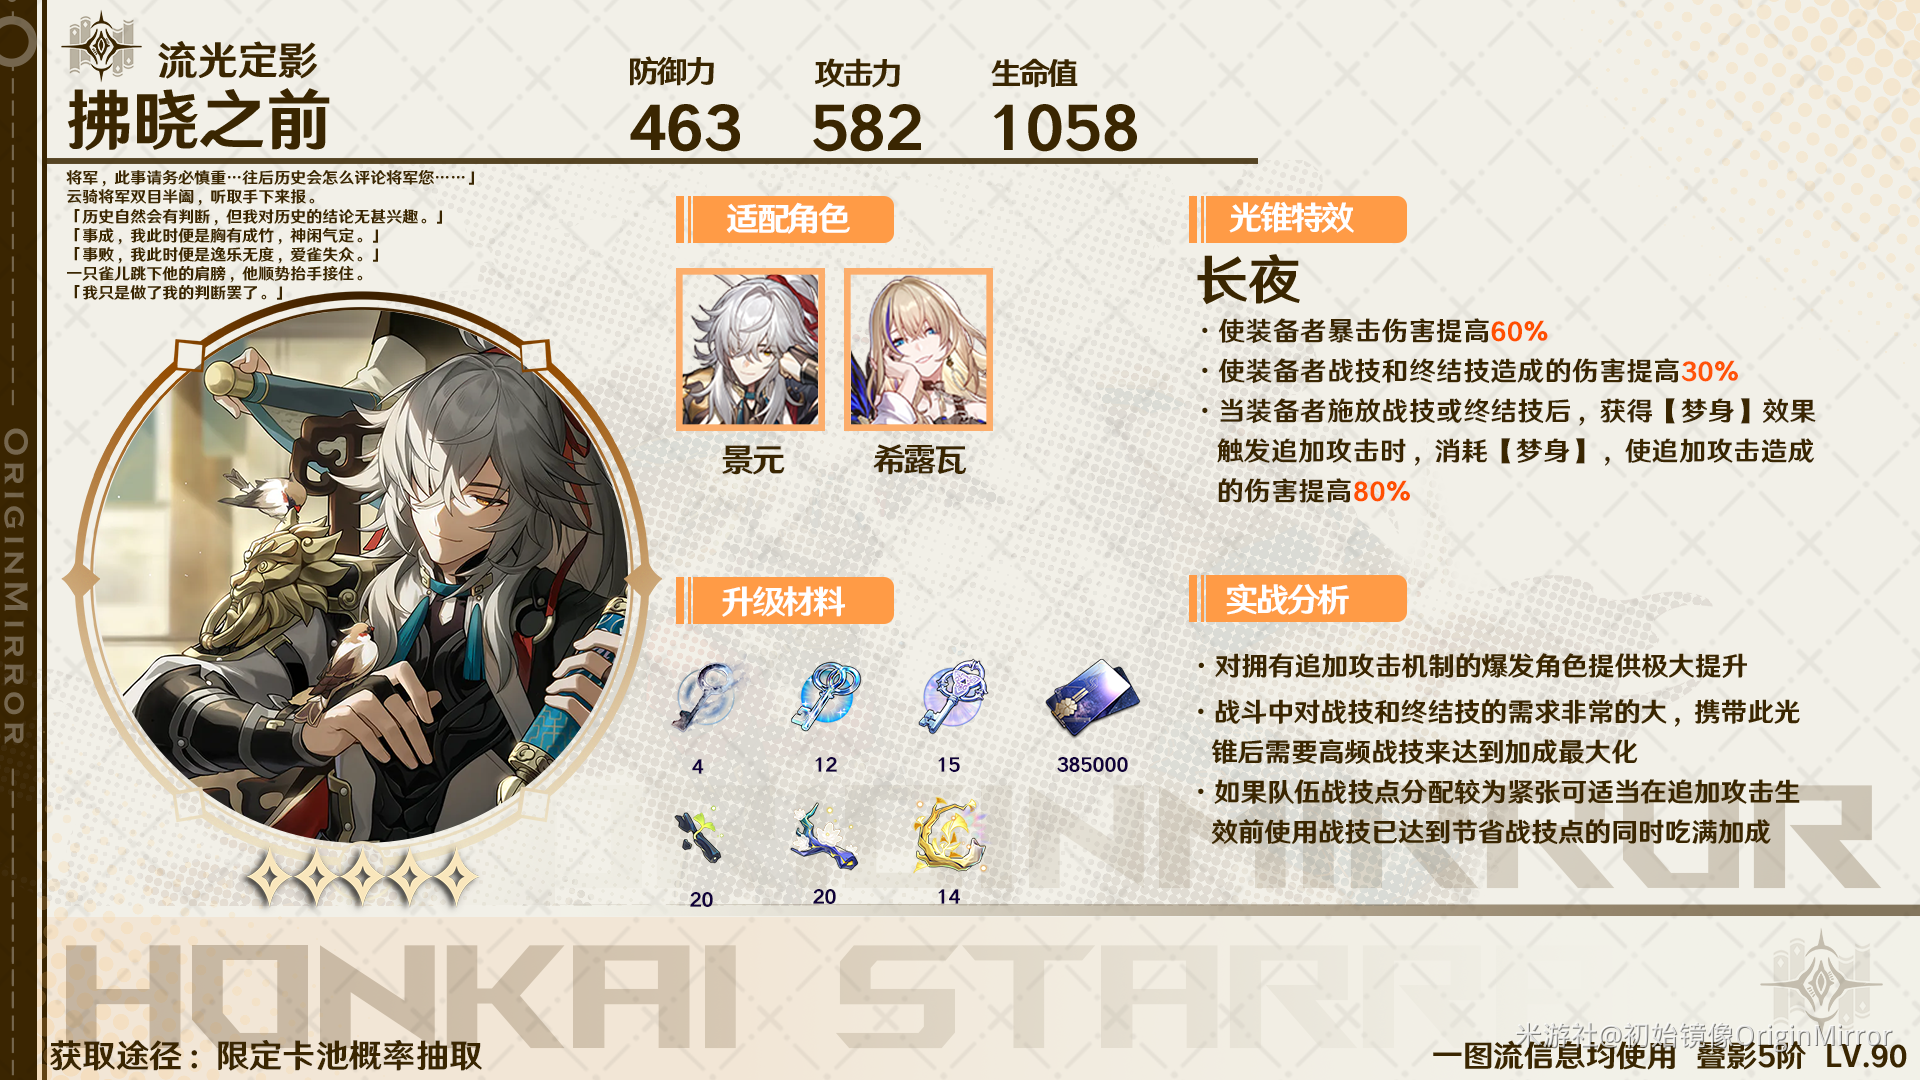 流光定影
拂晓之前
防御力 攻击力 生命值
463 582 1058
将军，此事请务必慎重…往后历史会怎么评论将军您……」
云骑将军双目半阖，听取手下来报。
「历史自然会有判断，但我对历史的结论无甚兴趣。」
「事成，我此时便是胸有成竹，神闲气定。」
「事败，我此时便是逸乐无度，爱雀失众。」
一只雀儿跳下他的肩膀，他顺势抬手接住。
「我只是做了我的判断罢了。」
ORIGINMIRROR
适配角色
景元 希露瓦
升级材料
4 12 15 385000
20 20 14
光锥特效
长夜
·使装备者暴击伤害提高60%
·使装备者战技和终结技造成的伤害提高30%
·当装备者施放战技或终结技后，获得【梦身】效果
触发追加攻击时，消耗【梦身】，使追加攻击造成
的伤害提高80%
实战分析
·对拥有追加攻击机制的爆发角色提供极大提升
·战斗中对战技和终结技的需求非常的大，携带此光
锥后需要高频战技来达到加成最大化
·如果队伍战技点分配较为紧张可适当在追加攻击生
效前使用战技已达到节省战技点的同时吃满加成
HONKAI STARR
获取途径：限定卡池概率抽取
米游社@初始镜像OriginMirror
一图流信息均使用 叠影5阶 LV.90